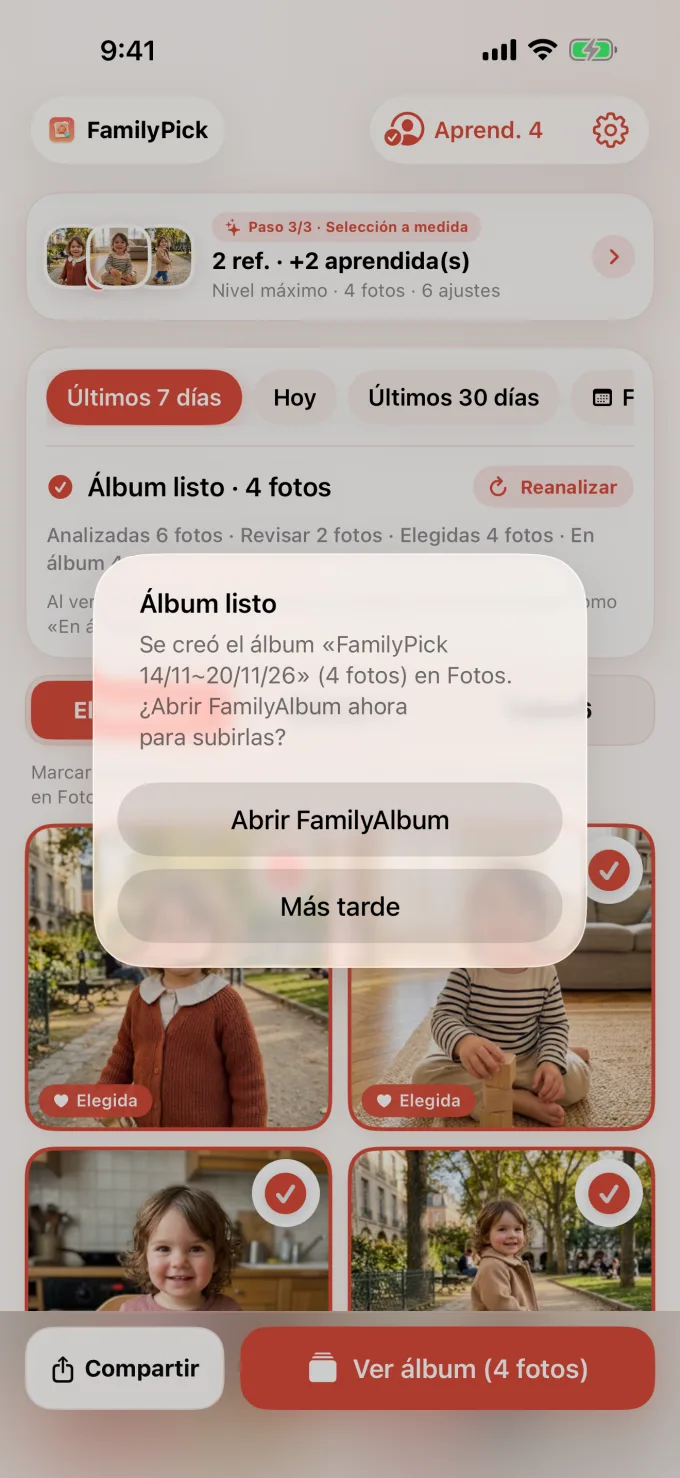 9:41
FamilyPick
Aprend. 4
Paso 3/3 · Selección a medida
2 ref. · +2 aprendida(s)
Nivel máximo · 4 fotos · 6 ajustes
Últimos 7 días
Hoy
Últimos 30 días
F
Álbum listo · 4 fotos
Reanalizar
Analizadas 6 fotos · Revisar 2 fotos · Elegidas 4 fotos · En
álbum
Al
Álbum listo
Se creó el álbum «FamilyPick
14/11~20/11/26» (4 fotos) en Fotos.
¿Abrir FamilyAlbum ahora
para subirlas?
Abrir FamilyAlbum
Más tarde
en
Elegida
Elegida
Compartir
Ver álbum (4 fotos)